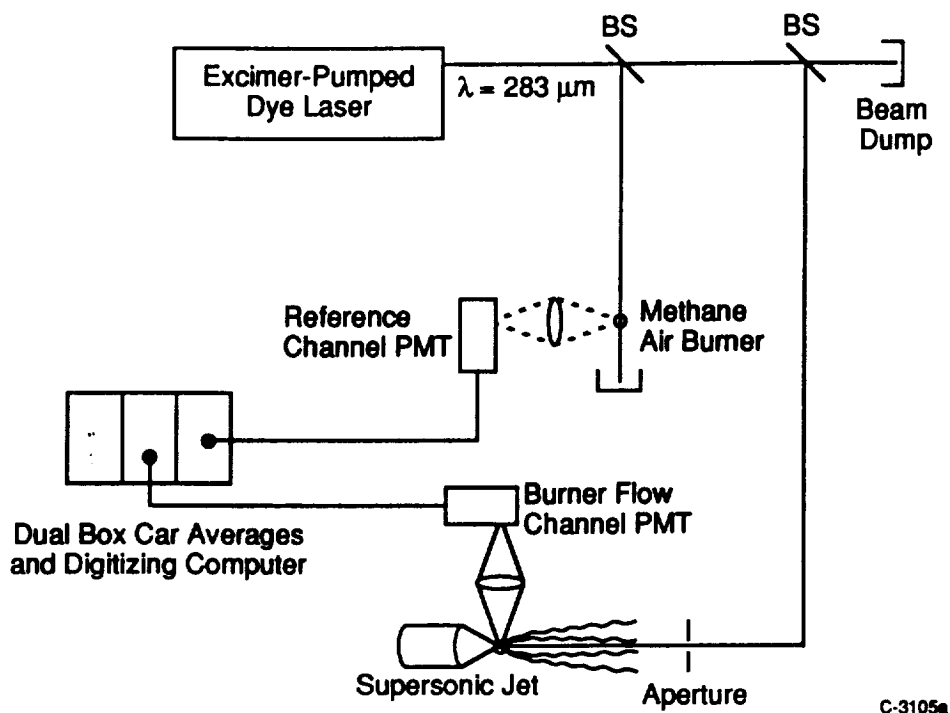 BS
BS
Excimer-Pumped
Dye Laser
λ = 283 μm
Beam
Dump
Reference
Channel PMT
Methane
Air Burner
Burner Flow
Channel PMT
Dual Box Car Averages
and Digitizing Computer
Supersonic Jet
Aperture
C-3105a